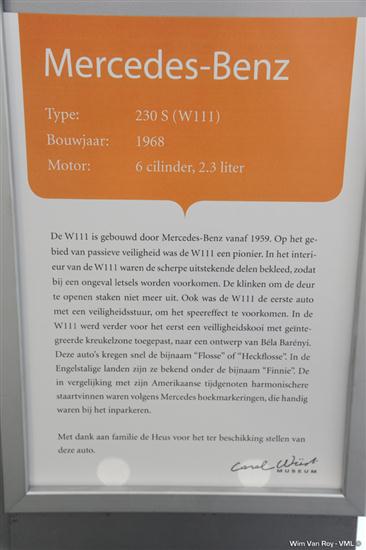 Mercedes-Benz
Type: 230 S (W111)
Bouwjaar: 1968
Motor: 6 cilinder, 2.3 liter
De W111 is gebouwd door Mercedes-Benz vanaf 1959. Op het ge-
bied van passieve veiligheid was de W111 een pionier. In het interi-
eur van de W111 waren de scherpe uitstekende delen bekleed, zodat
bij een ongeval letsels worden voorkomen. De klinken om de deur
te openen staken niet meer uit. Ook was de W111 de eerste auto
met een veiligheidsstuur, om het speereffect te voorkomen. In de
W111 werd verder voor het eerst een veilligheidskooi met geïnte-
greerde kreukelzone toegepast, naar een ontwerp van Béla Barényi.
Deze auto's kregen snel de bijnaam “Flosse” of “Heckflosse”. In de
Engelstalige landen zijn ze bekend onder de bijnaam “Finnie”. De
in vergelijking met zijn Amerikaanse tijdgenoten harmonischere
staartvinnen waren volgens Mercedes hoekmarkeringen, die handig
waren bij het inparkeren.
Met dank aan familie de Heus voor het ter beschikking stellen van
deze auto.
Carel Wüst
MUSEUM
Wim Van Roy - VML ©